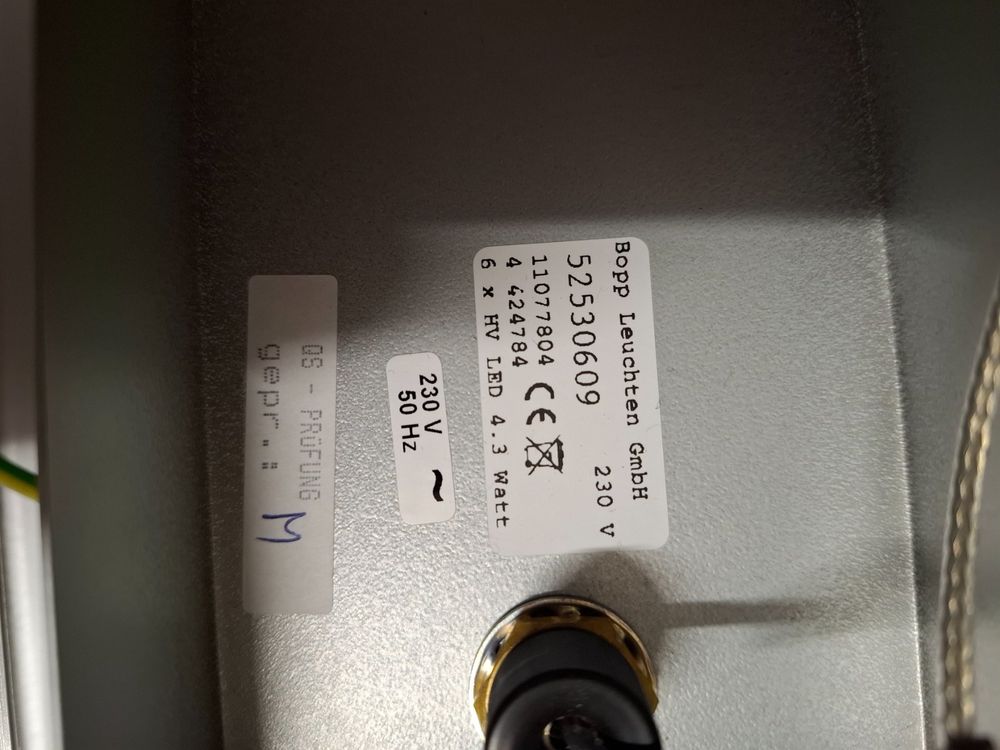 Bopp Leuchten GmbH
52530609 230 V
11077804 CE
4 424784
6 x HV LED 4.3 Watt
230 V ~
50 Hz
QS - PRÜFUNG
gepr.: M